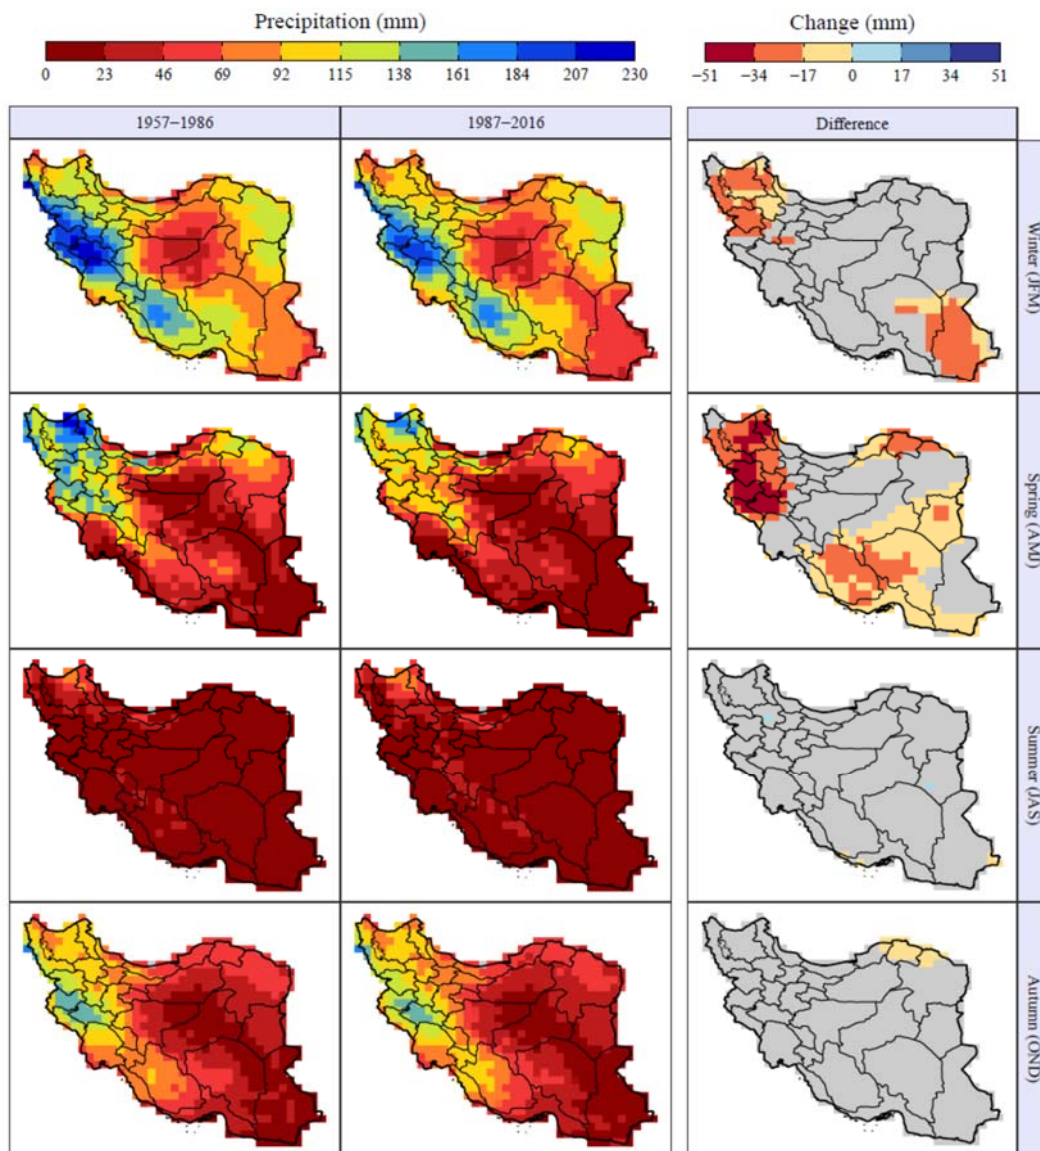 Precipitation (mm)
0 23 46 69 92 115 138 161 184 207 230
Change (mm)
−51 −34 −17 0 17 34 51
1957−1986
1987−2016
Difference
Winter (JFM)
Spring (AMJ)
Summer (JAS)
Autumn (OND)